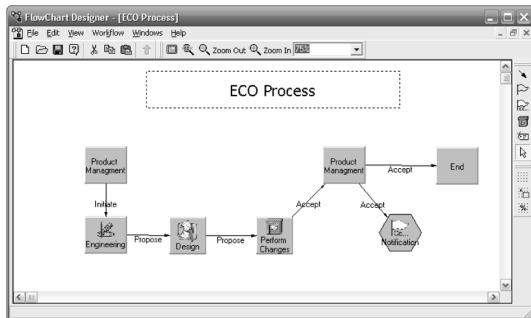 FlowChart Designer - [ECO Process]
File Edit View Workflow Windows Help
Zoom Out Zoom In
ECO Process
Product
Managment
Product
Managment
Accept
End
Initiate
Accept
Accept
Engineering
Propose
Design
Propose
Perform
Changes
Notification